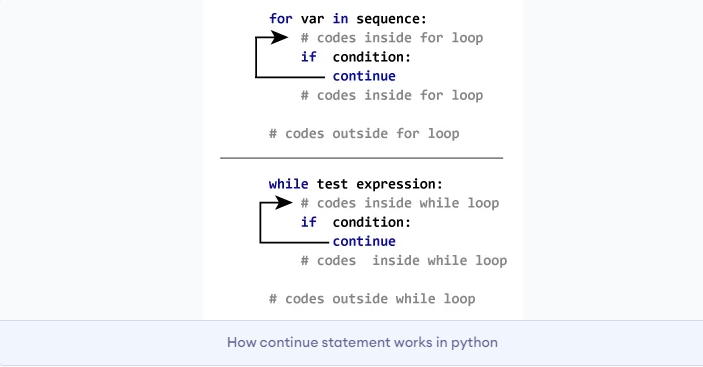 for var in sequence:
# codes inside for loop
if  condition:
continue
# codes inside for loop
# codes outside for loop
while test expression:
# codes inside while loop
if  condition:
continue
# codes  inside while loop
# codes outside while loop
How continue statement works in python